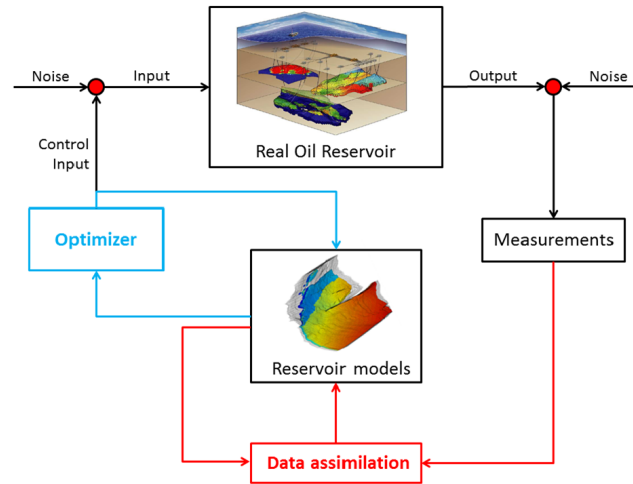 Noise
Input
Output
Noise
Real Oil Reservoir
Control
Input
Optimizer
Measurements
Reservoir models
Data assimilation